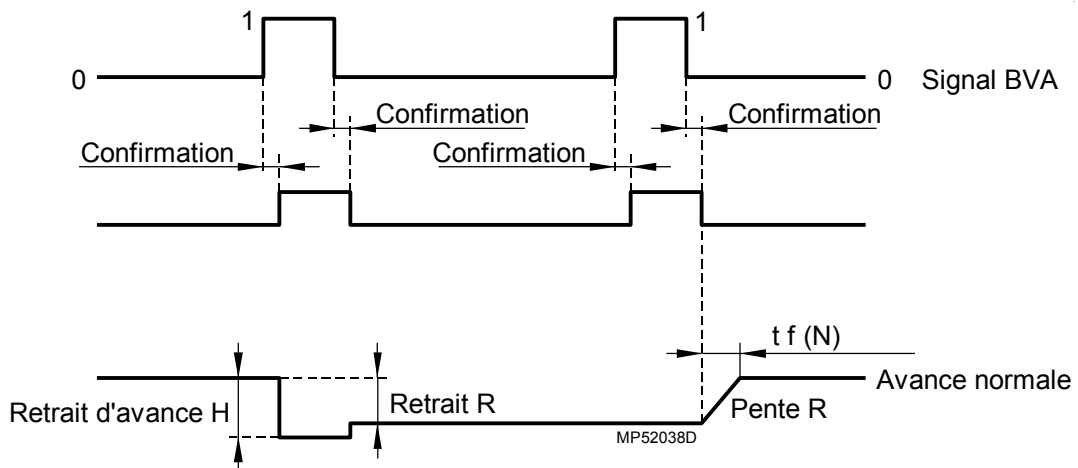 1
1
0
0
Signal BVA
Confirmation
Confirmation
Confirmation
Confirmation
t f (N)
Avance normale
Retrait d'avance H
Retrait R
Pente R
MP52038D